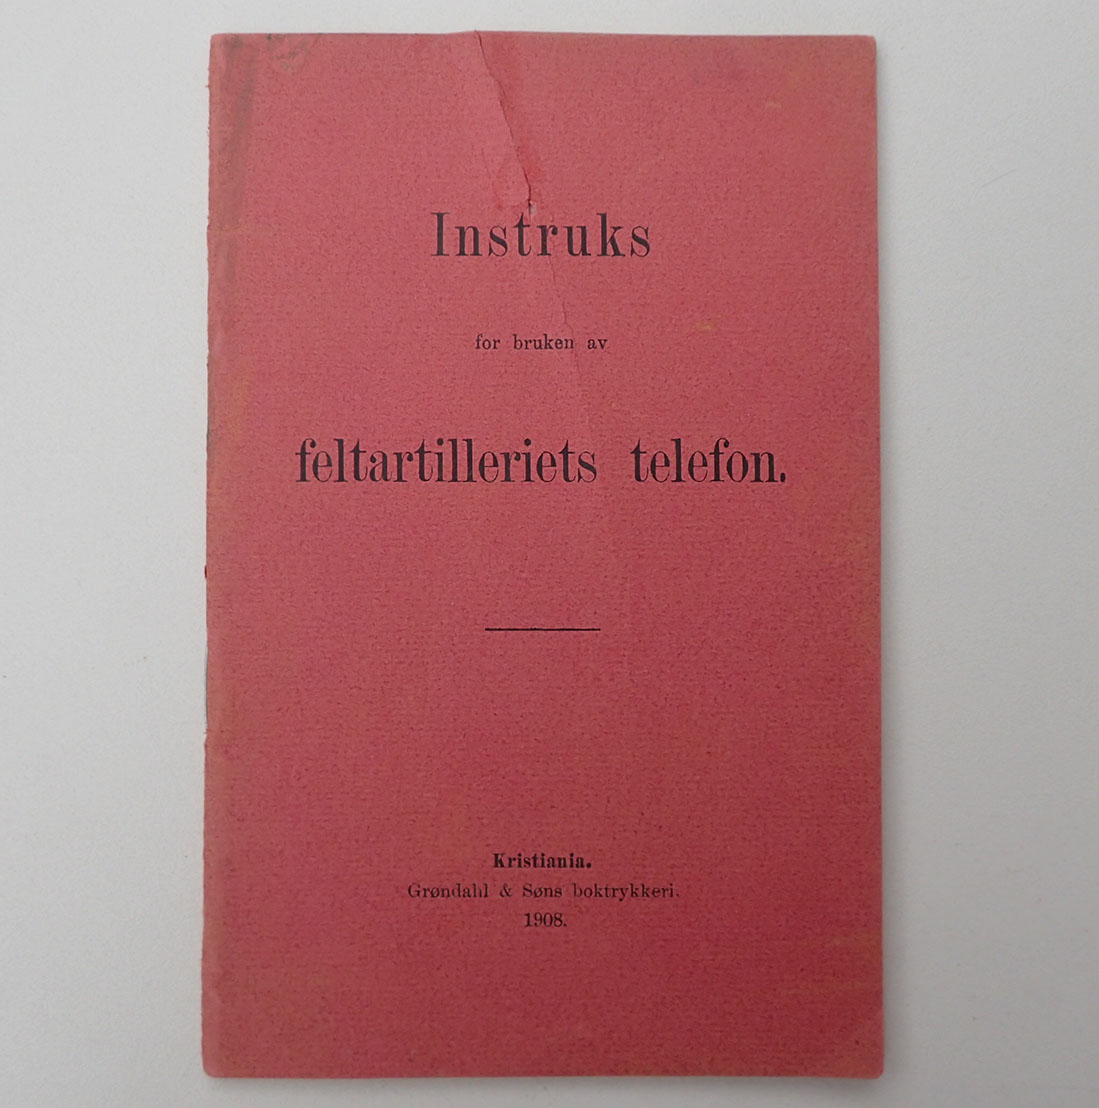 Instruks
for bruken av
feltartilleriets telefon.
Kristiania.
Grøndahl & Søns boktrykkeri.
1908.